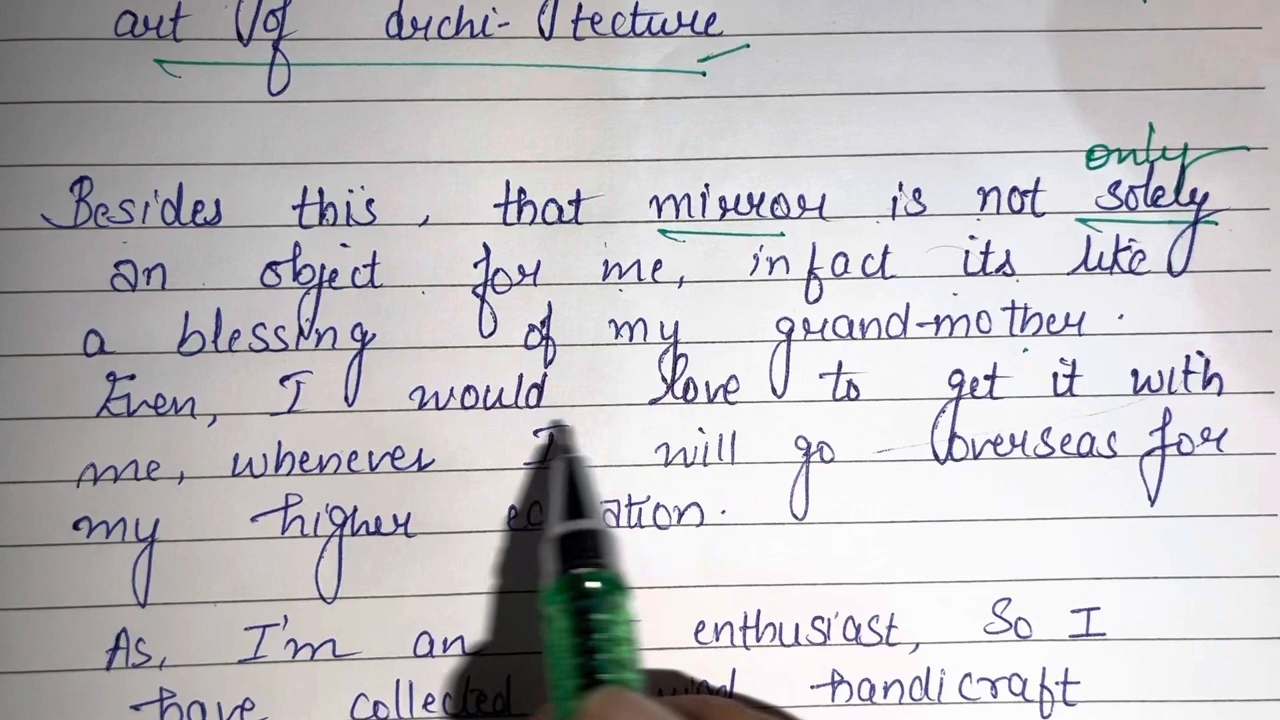 art of archi-tecture
only
Besides this, that mirror is not solely
an object for me, infact its like
a blessing of my grand-mother.
Even, I would love to get it with
me, whenever I will go overseas for
my higher
As, I'm an enthusiast, So I
have collected handicraft